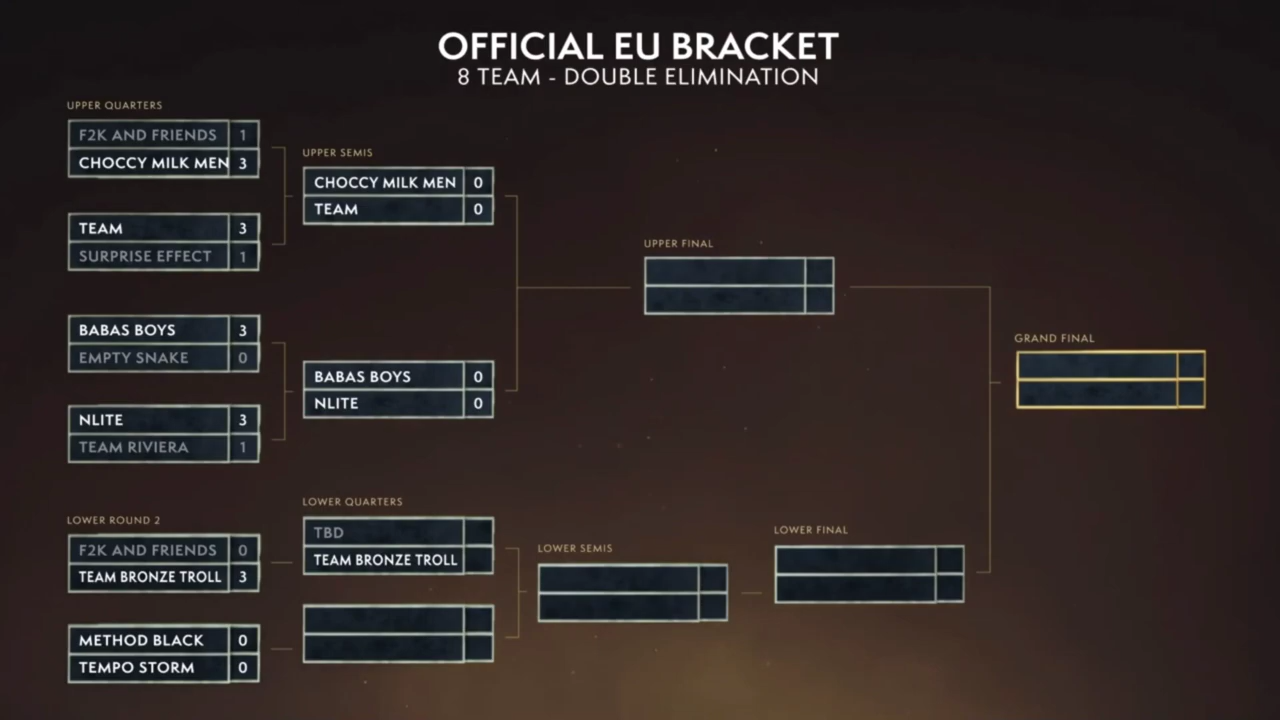 OFFICIAL EU BRACKET
8 TEAM - DOUBLE ELIMINATION
UPPER QUARTERS
F2K AND FRIENDS 1
CHOCCY MILK MEN 3
TEAM 3
SURPRISE EFFECT 1
BABAS BOYS 3
EMPTY SNAKE 0
NLITE 3
TEAM RIVIERA 1
UPPER SEMIS
CHOCCY MILK MEN 0
TEAM 0
BABAS BOYS 0
NLITE 0
UPPER FINAL
GRAND FINAL
LOWER ROUND 2
F2K AND FRIENDS 0
TEAM BRONZE TROLL 3
METHOD BLACK 0
TEMPO STORM 0
LOWER QUARTERS
TBD
TEAM BRONZE TROLL
LOWER SEMIS
LOWER FINAL